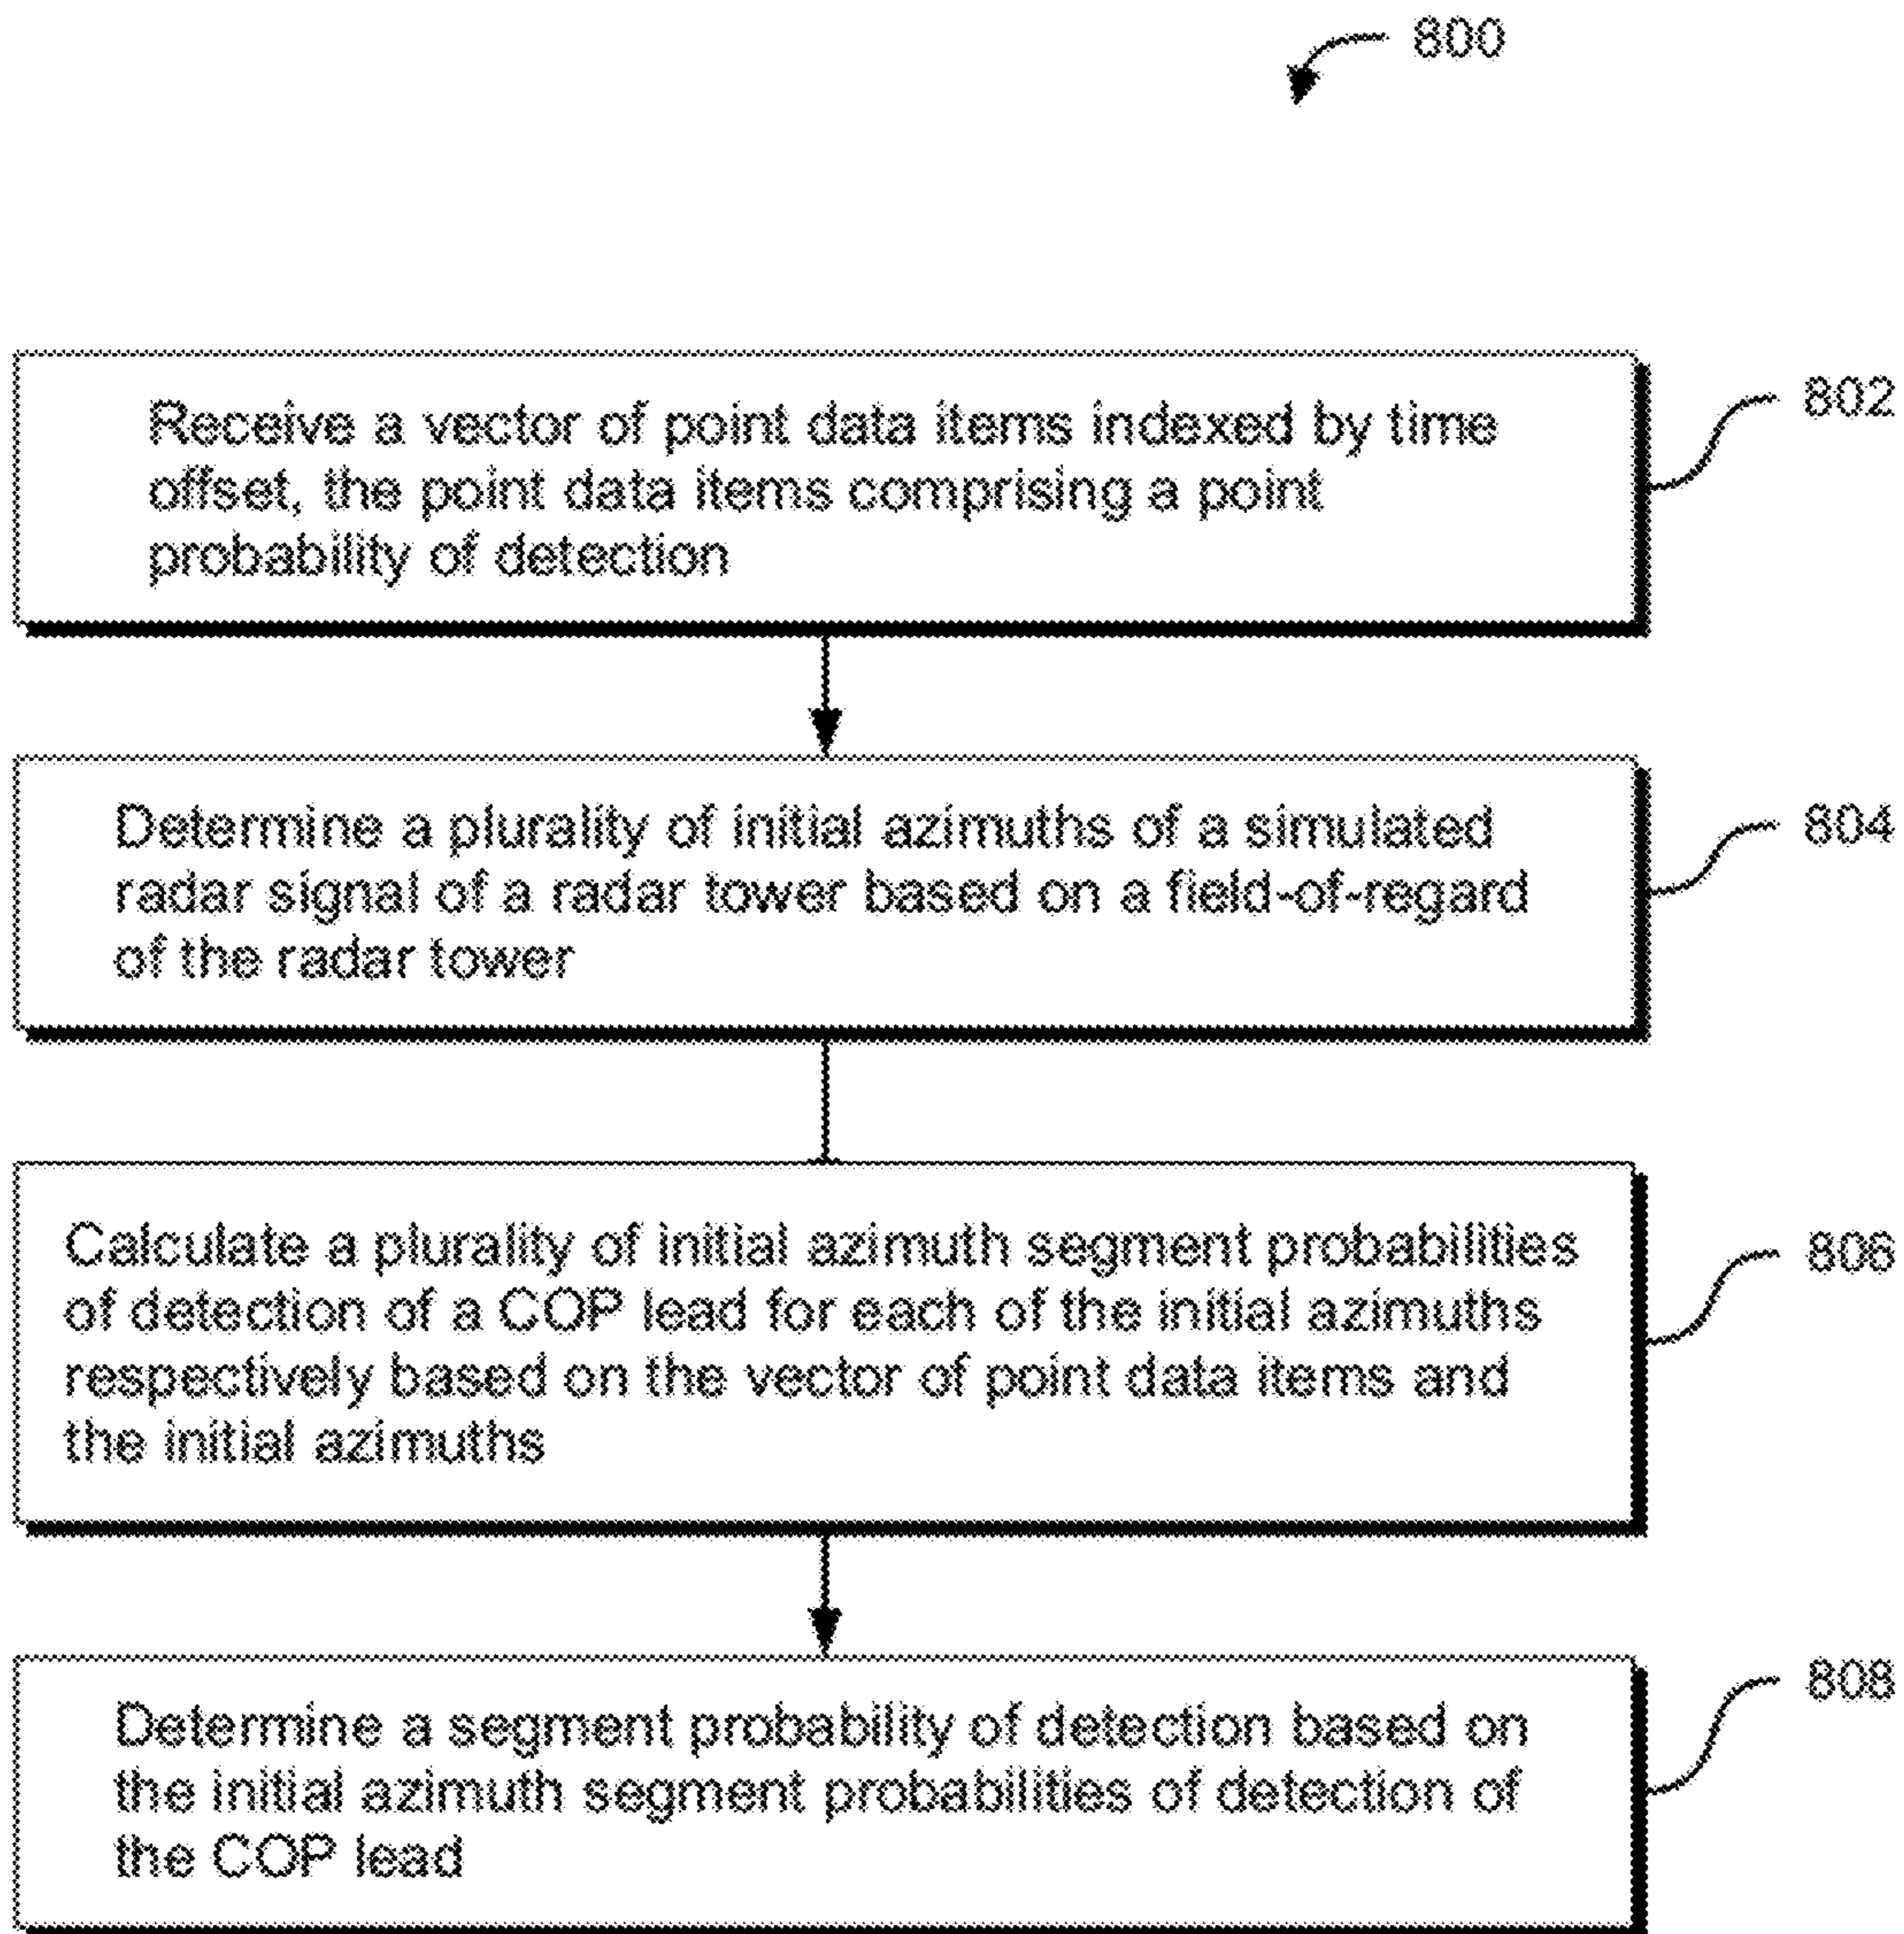 800
Receive a vector of point data items indexed by time
offset, the point data items comprising a point
probability of detection
802
Determine a plurality of initial azimuths of a simulated
radar signal of a radar tower based on a field-of-regard
of the radar tower
804
Calculate a plurality of initial azimuth segment probabilities
of detection of a COP lead for each of the initial azimuths
respectively based on the vector of point data items and
the initial azimuths
806
Determine a segment probability of detection based on
the initial azimuth segment probabilities of detection of
the COP lead
808